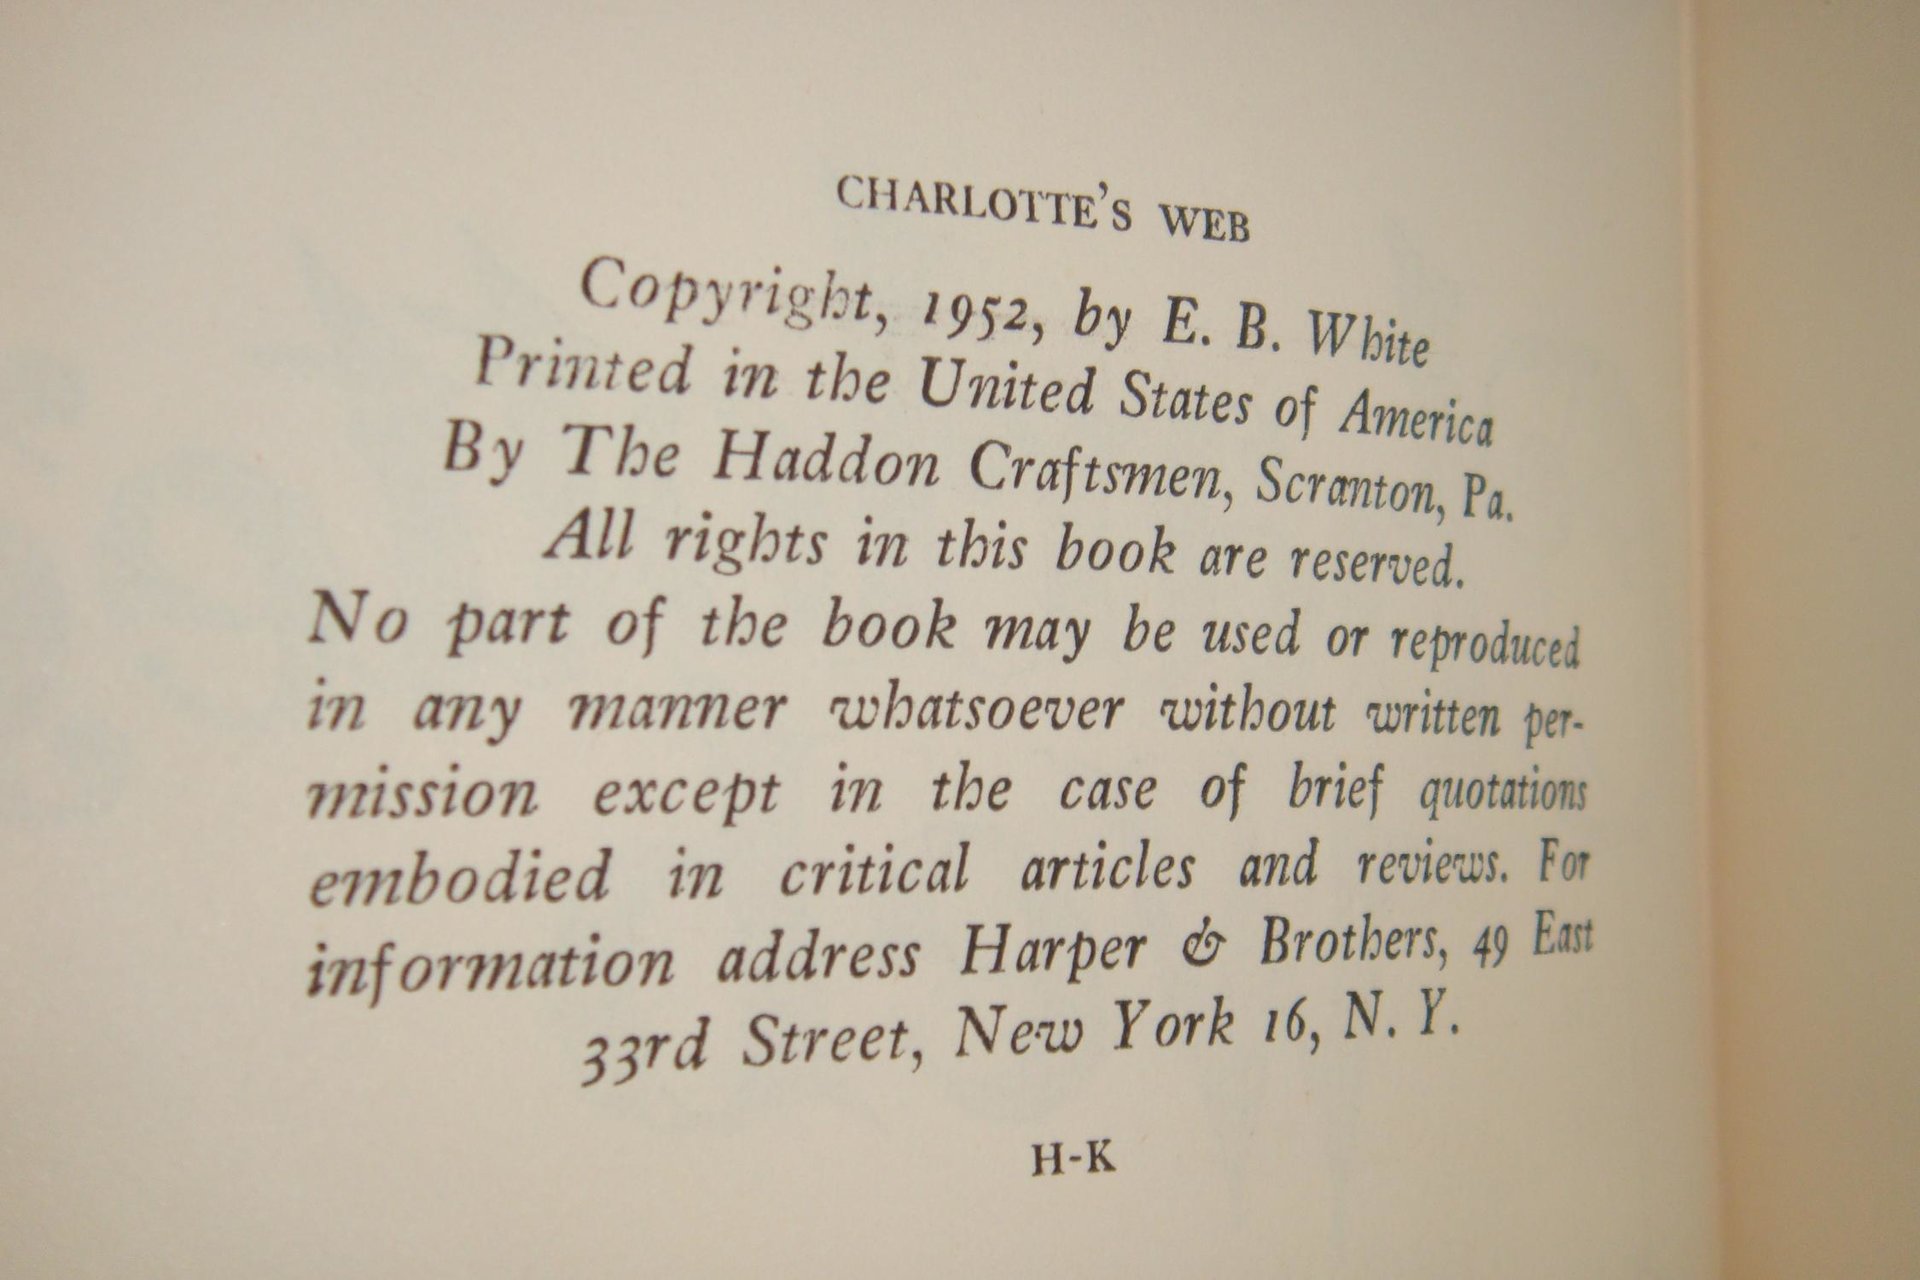 CHARLOTTE'S WEB
Copyright, 1952, by E. B. White
Printed in the United States of America
By The Haddon Craftsmen, Scranton, Pa.
All rights in this book are reserved.
No part of the book may be used or reproduced
in any manner whatsoever without written per-
mission except in the case of brief quotations
embodied in critical articles and reviews. For
information address Harper & Brothers, 49 East
33rd Street, New York 16, N. Y.
H-K